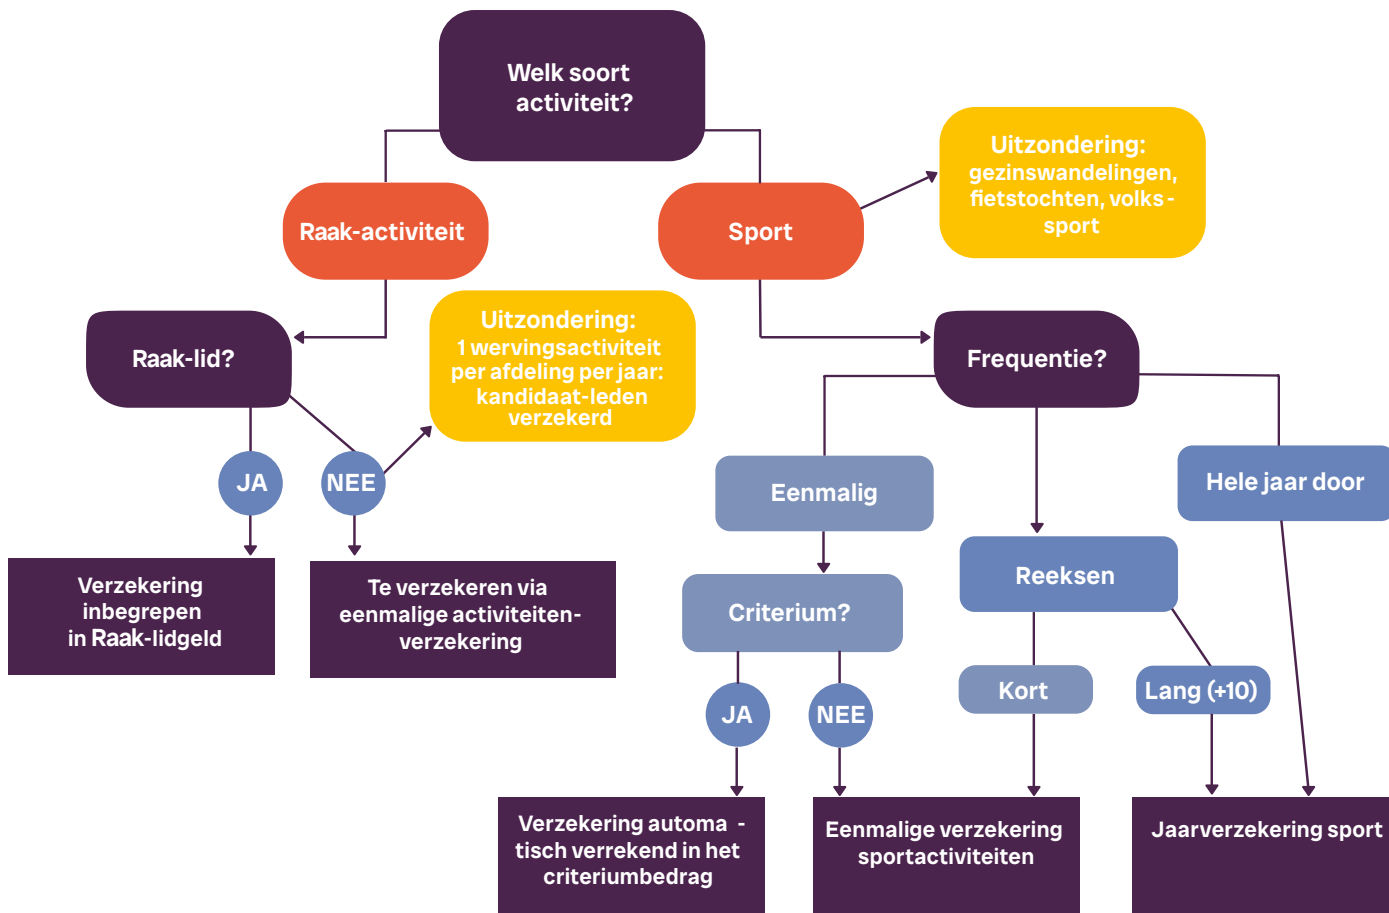 Welk soort
activiteit?
Uitzondering:
gezinswandelingen,
fietstochten, volks-
sport
Raak-activiteit
Sport
Uitzondering:
1 wervingsactiviteit
per afdeling per jaar:
kandidaat-leden
verzekerd
Raak-lid?
Frequentie?
JA
NEE
Eenmalig
Hele jaar door
Verzekering
inbegrepen
in Raak-lidgeld
Te verzekeren via
eenmalige activiteiten-
verzekering
Criterium?
Reeksen
JA
NEE
Kort
Lang (+10)
Verzekering automa -
tisch verrekend in het
criteriumbedrag
Eenmalige verzekering
sportactiviteiten
Jaarverzekering sport